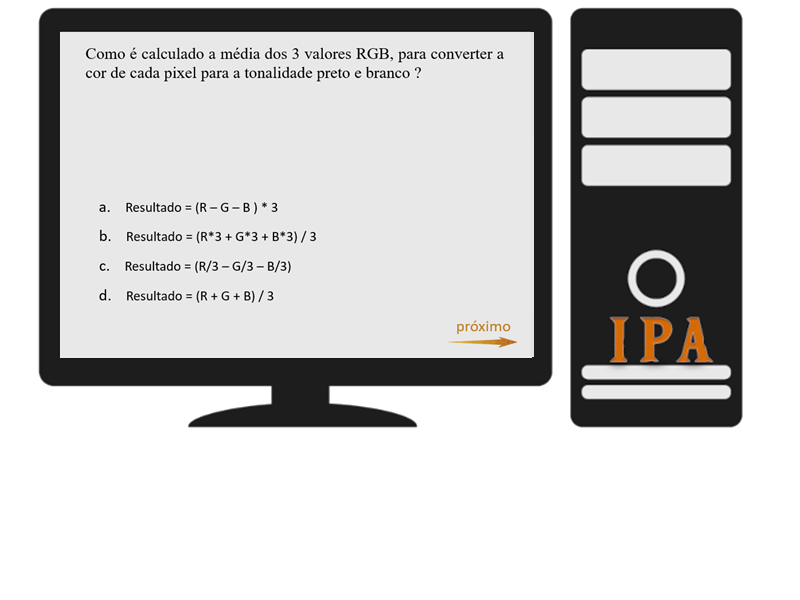 Como é calculado a média dos 3 valores RGB, para converter a
cor de cada pixel para a tonalidade preto e branco ?
a. Resultado = (R – G – B ) * 3
b. Resultado = (R*3 + G*3 + B*3) / 3
c. Resultado = (R/3 – G/3 – B/3)
d. Resultado = (R + G + B) / 3
próximo
IPA